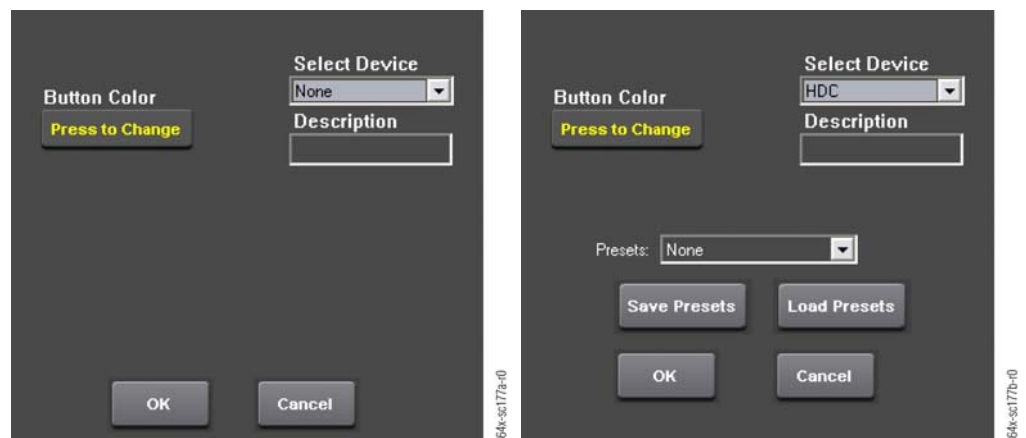 Select Device
None
Button Color
Press to Change
Description
OK
Cancel
64x-sc177a-r0
Select Device
HDC
Button Color
Press to Change
Description
Presets: None
Save Presets
Load Presets
OK
Cancel
64x-sc177b-r0